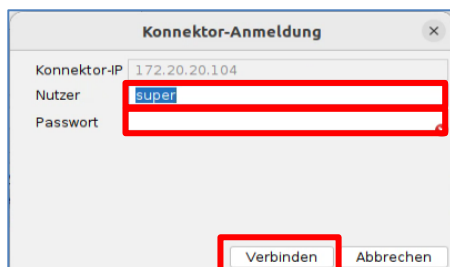 Konnektor-Anmeldung
Konnektor-IP 172.20.20.104
Nutzer super
Passwort
Verbinden Abbrechen